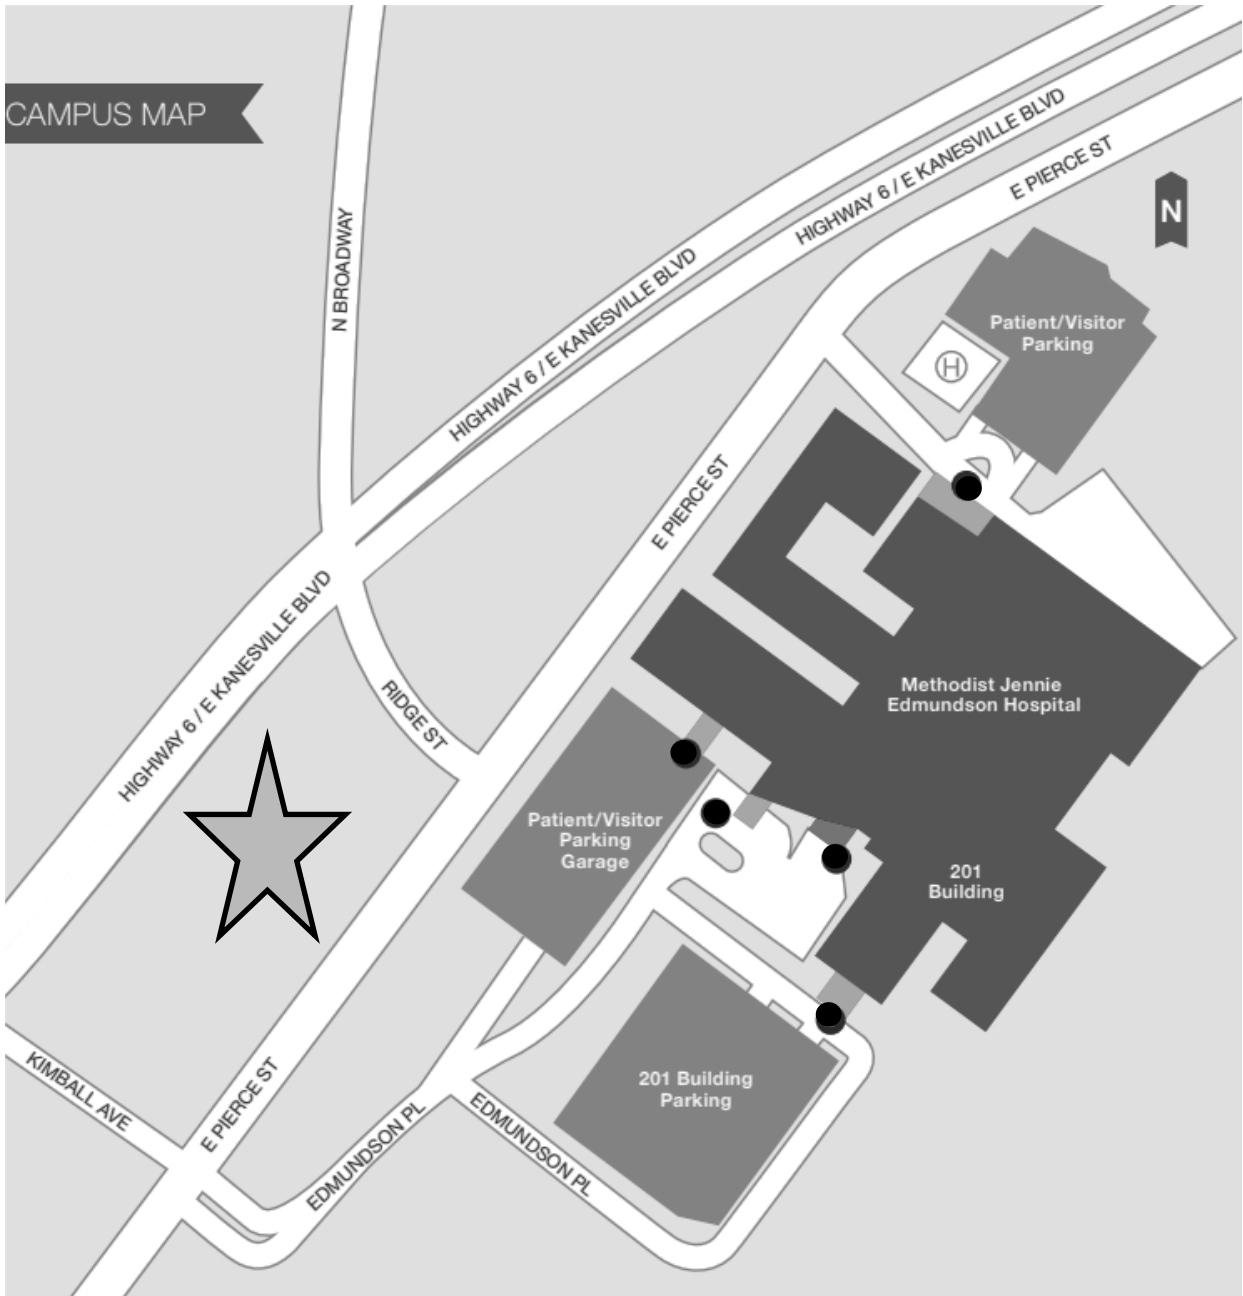 CAMPUS MAP
N BROADWAY
HIGHWAY 6 / E KANESVILLE BLVD
HIGHWAY 6 / E KANESVILLE BLVD
E PIERCE ST
N
Patient/Visitor
Parking
H
E PIERCE ST
HIGHWAY 6 / E KANESVILLE BLVD
RIDGE ST
Methodist Jennie
Edmundson Hospital
Patient/Visitor
Parking
Garage
201
Building
KIMBALL AVE
E PIERCE ST
EDMUNDSON PL
EDMUNDSON PL
201 Building
Parking